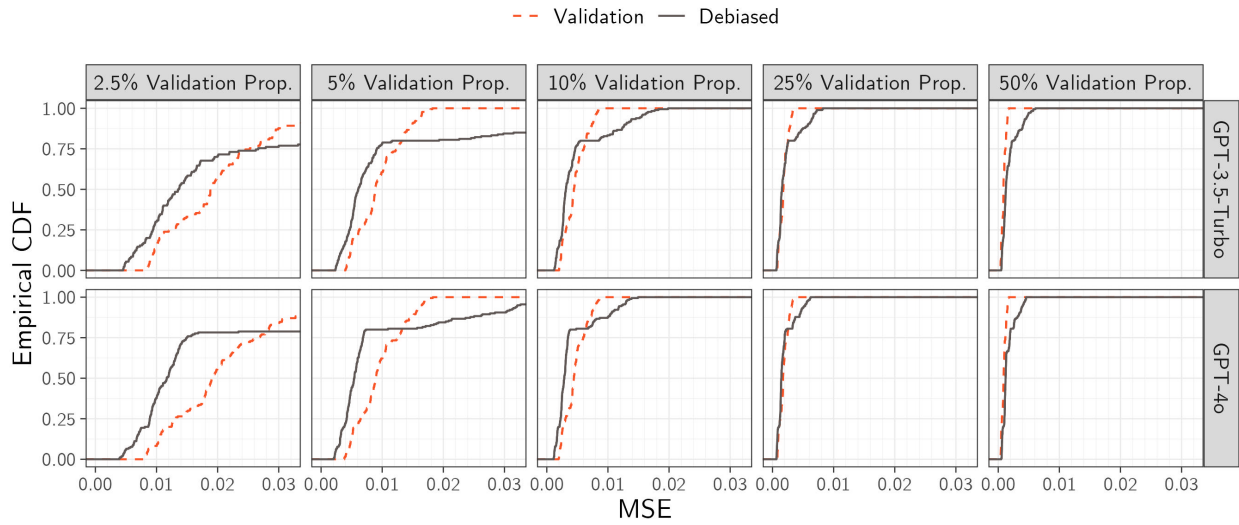 Validation Debiased
2.5% Validation Prop. 5% Validation Prop. 10% Validation Prop. 25% Validation Prop. 50% Validation Prop.
Empirical CDF
1.00
0.75
0.50
0.25
0.00
GPT-3.5-Turbo
1.00
0.75
0.50
0.25
0.00
GPT-4o
0.00 0.01 0.02 0.03 0.00 0.01 0.02 0.03 0.00 0.01 0.02 0.03 0.00 0.01 0.02 0.03 0.00 0.01 0.02 0.03
MSE